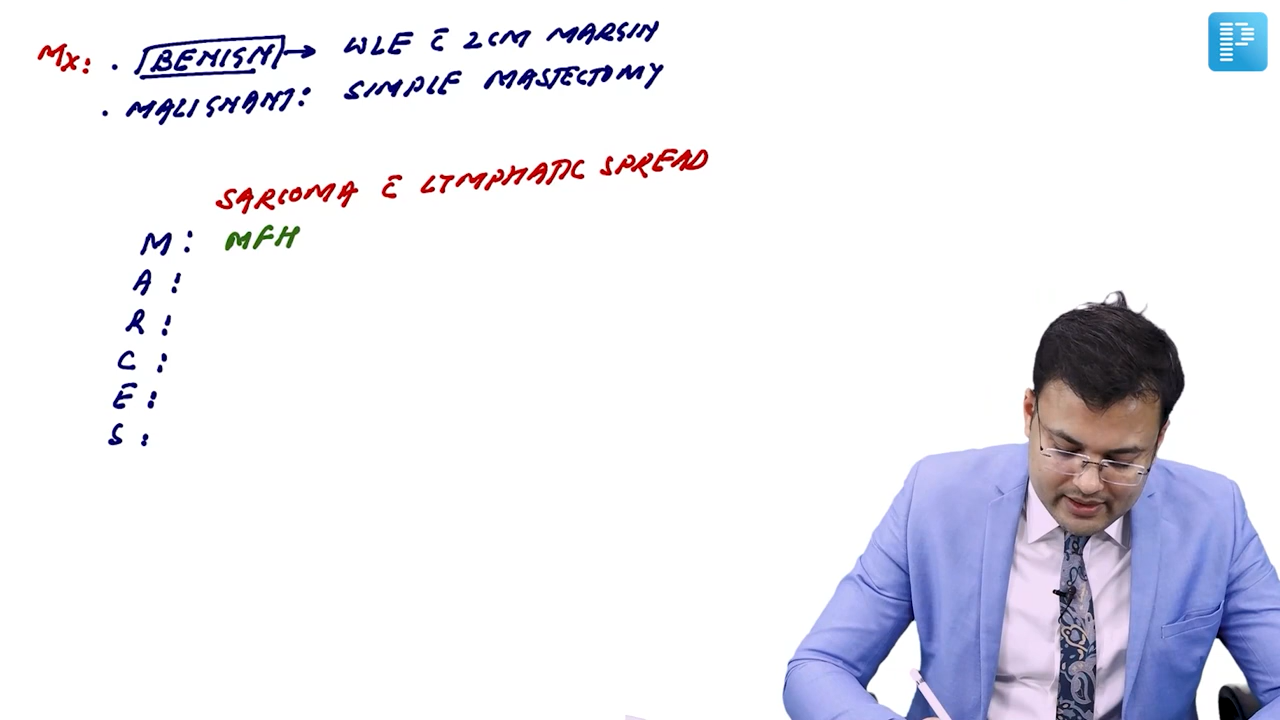 Mx: . BENIGN → WLE C̄ 2CM MARGIN
. MALIGNANT: SIMPLE MASTECTOMY
SARCOMA C̄ LYMPHATIC SPREAD
M: MFH
A:
R:
C:
E:
S: